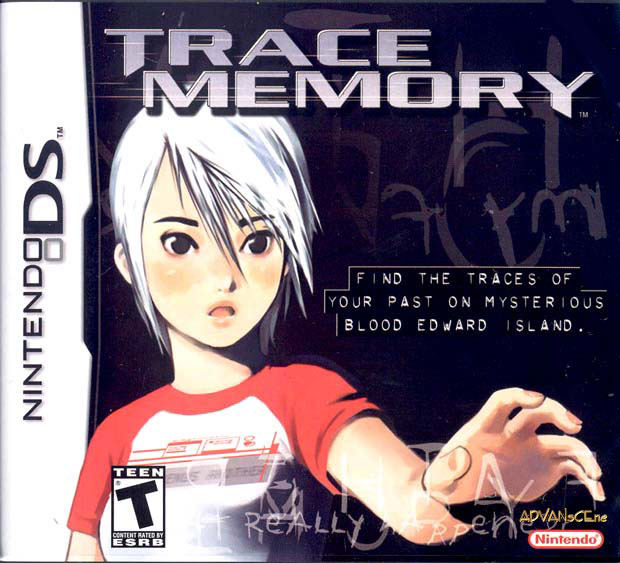 TRACE
MEMORY
TM
NINTENDO DS
TM
FIND THE TRACES OF
YOUR PAST ON MYSTERIOUS
BLOOD EDWARD ISLAND.
TEEN
T
®
CONTENT RATED BY
ESRB
REALLY
ADVANsCEne
Nintendo